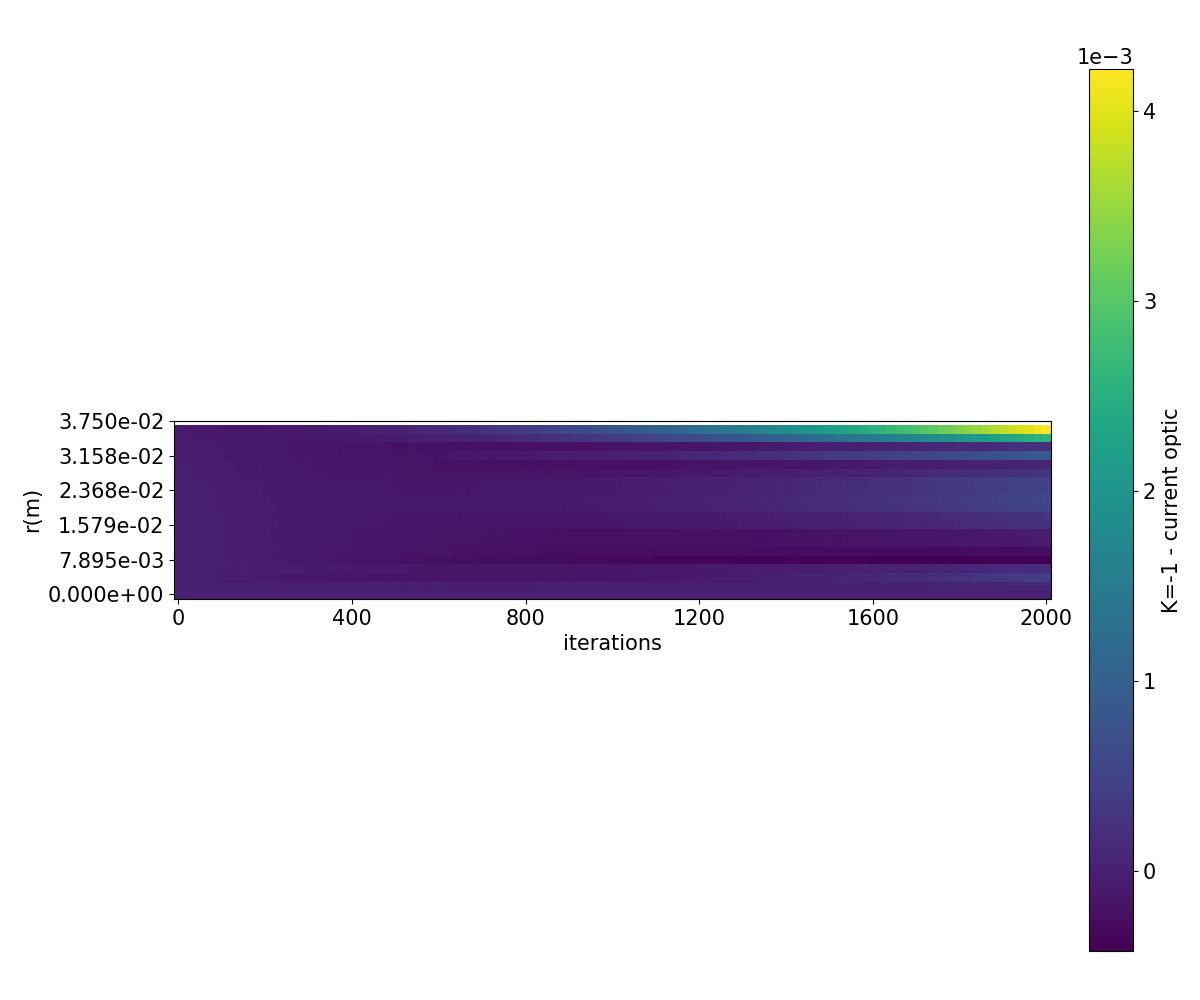 1e−3
4
3
2
1
0
K=-1 - current optic
3.750e-02
3.158e-02
2.368e-02
1.579e-02
7.895e-03
0.000e+00
r(m)
0 400 800 1200 1600 2000
iterations